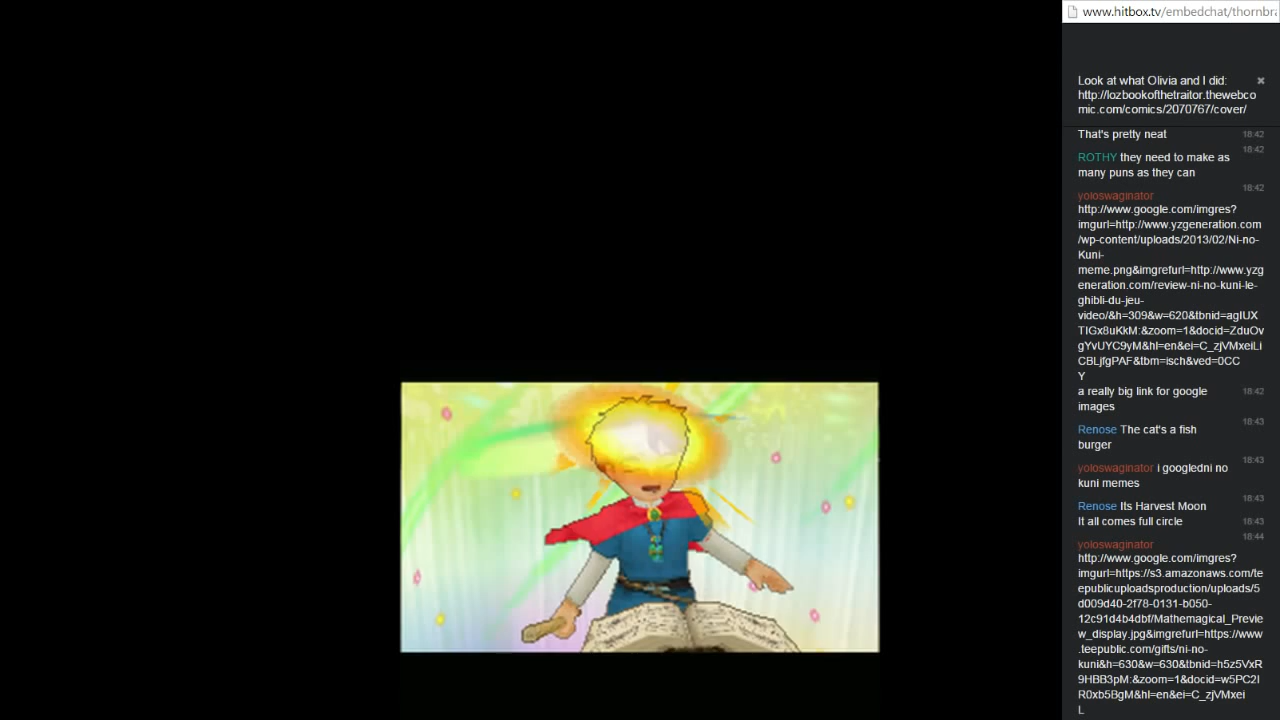 www.hitbox.tv/embedchat/thornbra
Look at what Olivia and I did:
http://lozbookofthetraitor.thewebco
mic.com/comics/2070767/cover/
That's pretty neat 18:42
18:42
ROTHY they need to make as
many puns as they can
18:42
yoloswaginator
http://www.google.com/imgres?
imgurl=http://www.yzgeneration.com
/wp-content/uploads/2013/02/Ni-no-
Kuni-
meme.png&imgrefurl=http://www.yzg
eneration.com/review-ni-no-kuni-le-
ghibli-du-jeu-
video/&h=309&w=620&tbnid=agIUX
TIGx8uKkM:&zoom=1&docid=ZduOv
gYvUYC9yM&hl=en&ei=C_zjVMxeiLi
CBLjfgPAF&tbm=isch&ved=0CC
Y
a really big link for google 18:42
images
18:43
Renose The cat's a fish
burger
18:43
yoloswaginator i googledni no
kuni memes
18:43
Renose Its Harvest Moon
It all comes full circle 18:43
18:44
yoloswaginator
http://www.google.com/imgres?
imgurl=https://s3.amazonaws.com/te
epublicuploadsproduction/uploads/5
d009d40-2f78-0131-b050-
12c91d4b4dbf/Mathemagical_Previe
w_display.jpg&imgrefurl=https://www
.teepublic.com/gifts/ni-no-
kuni&h=630&w=630&tbnid=h5z5VxR
9HBB3pM:&zoom=1&docid=w5PC2I
R0xb5BgM&hl=en&ei=C_zjVMxei
L